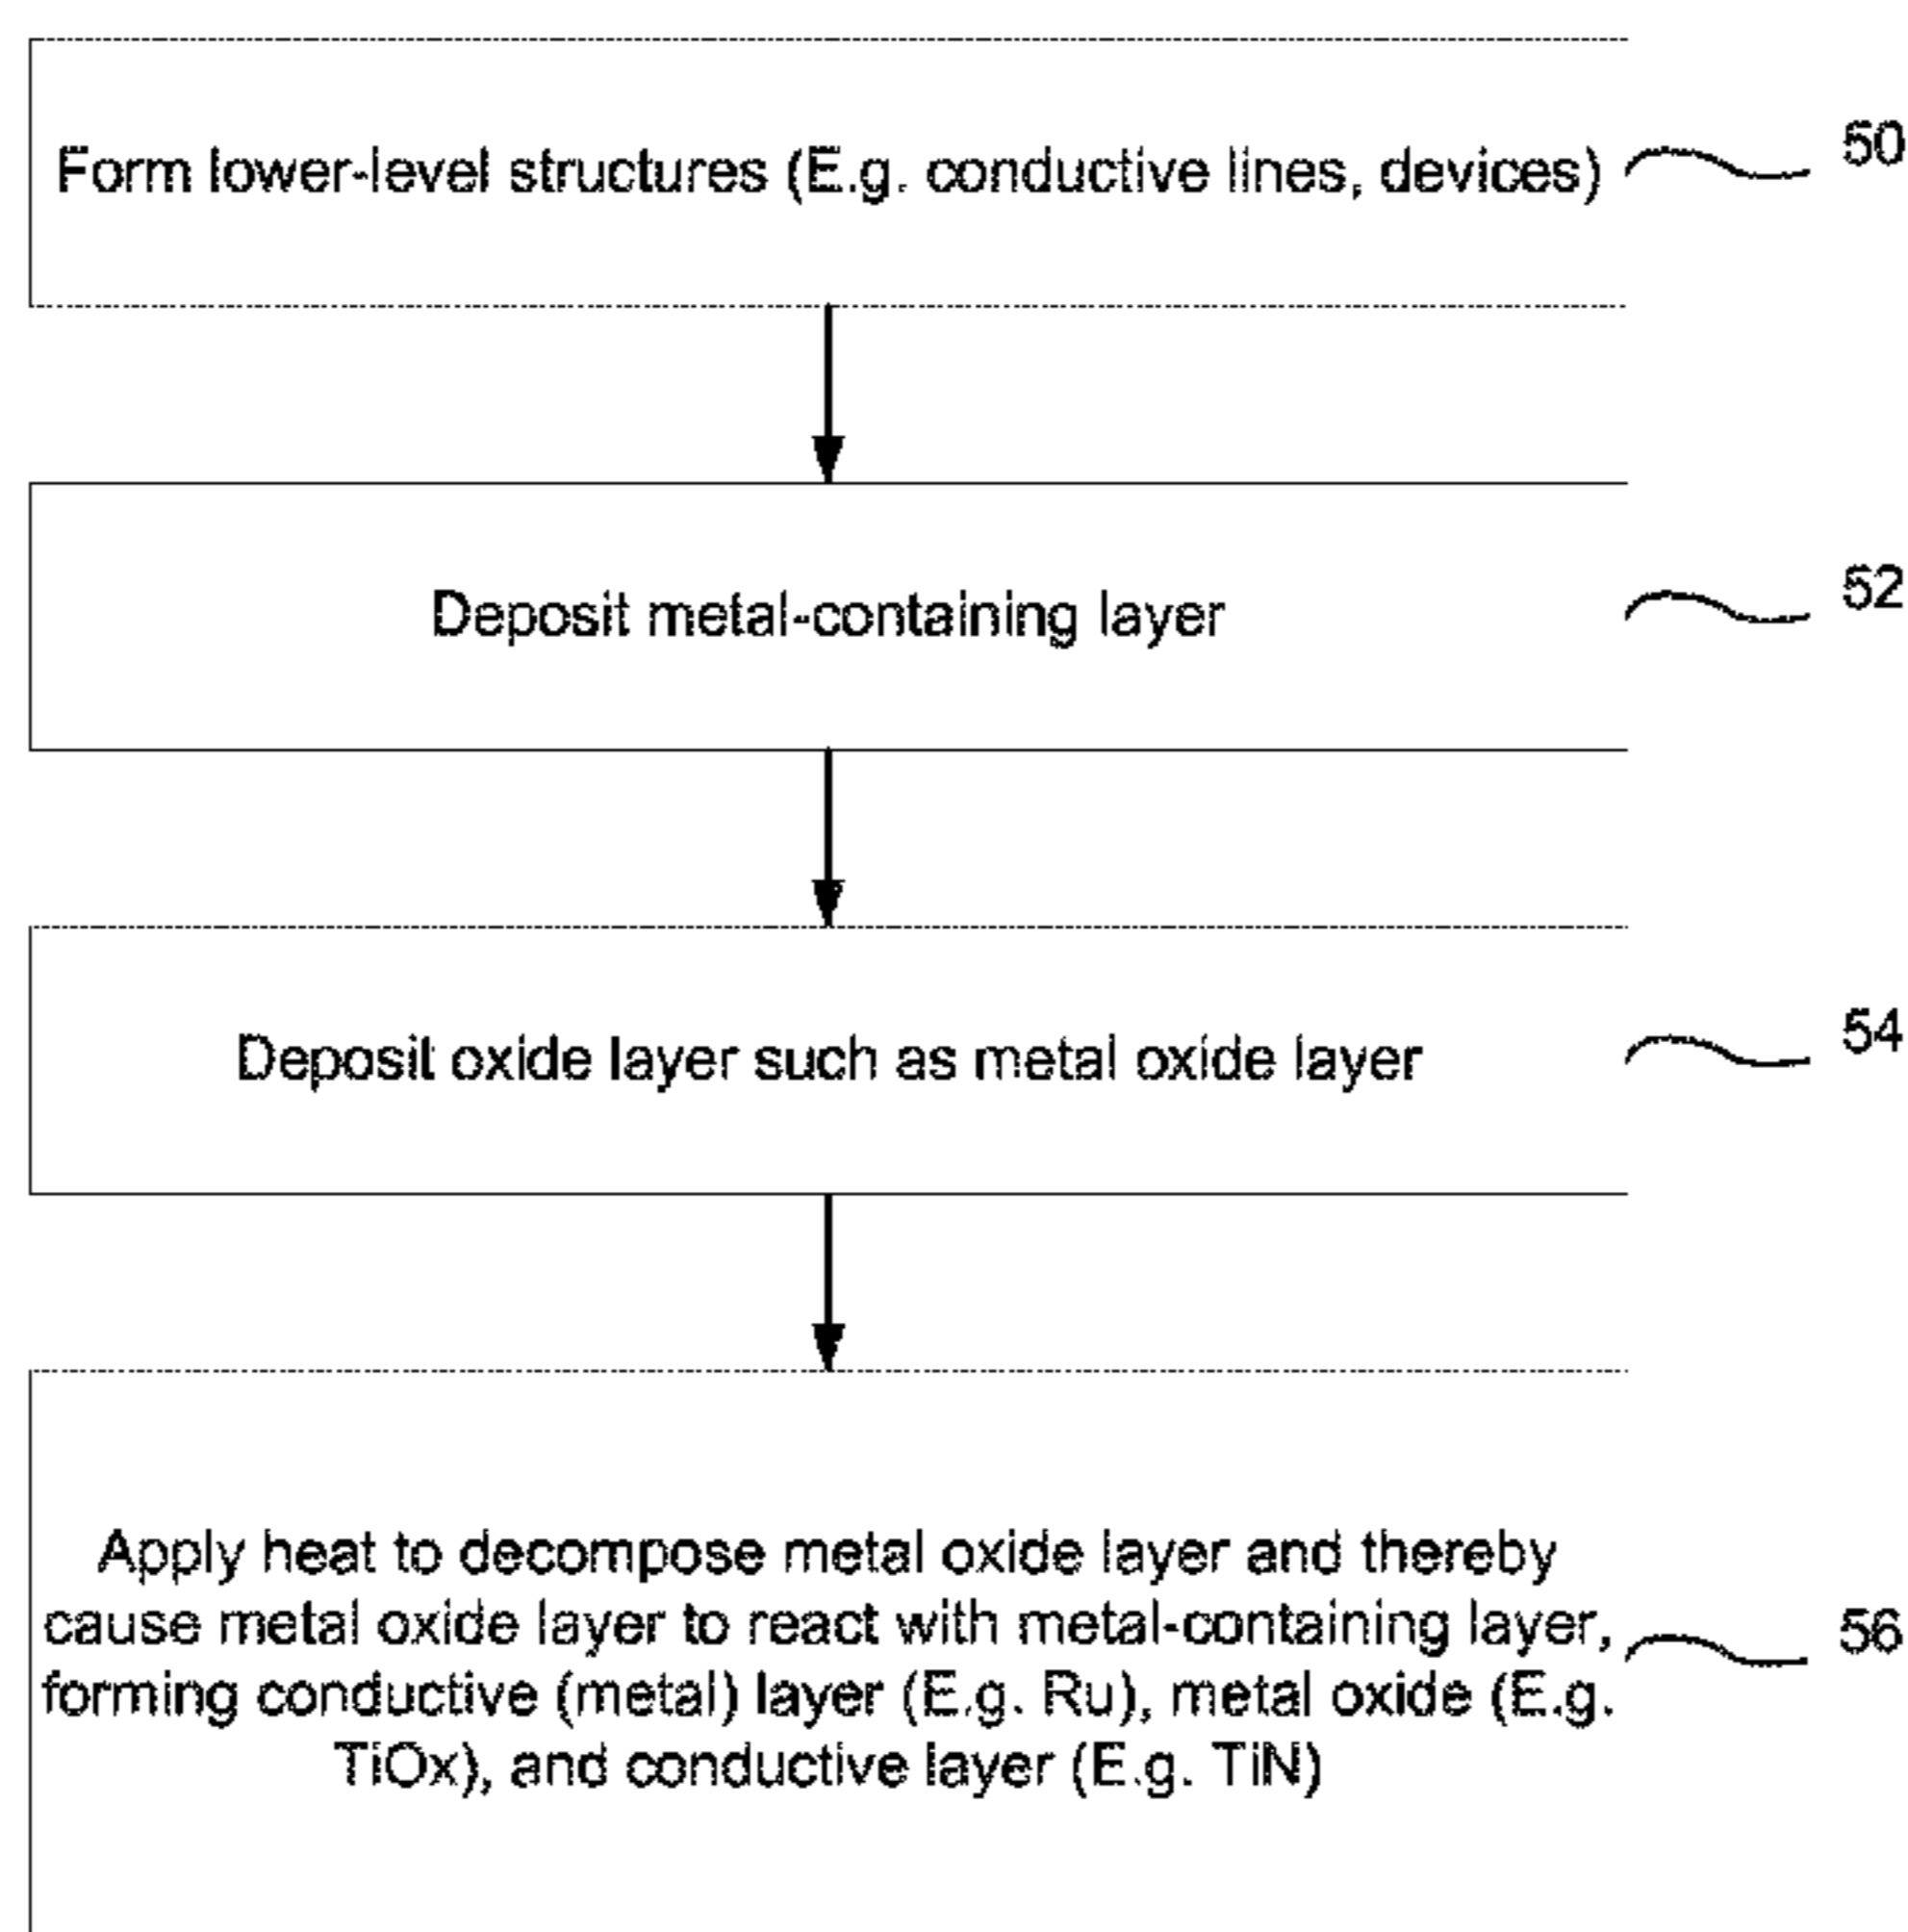 Form lower-level structures (E.g. conductive lines, devices)
50
Deposit metal-containing layer
52
Deposit oxide layer such as metal oxide layer
54
Apply heat to decompose metal oxide layer and thereby
cause metal oxide layer to react with metal-containing layer,
forming conductive (metal) layer (E.g. Ru), metal oxide (E.g.
TiOx), and conductive layer (E.g. TiN)
56